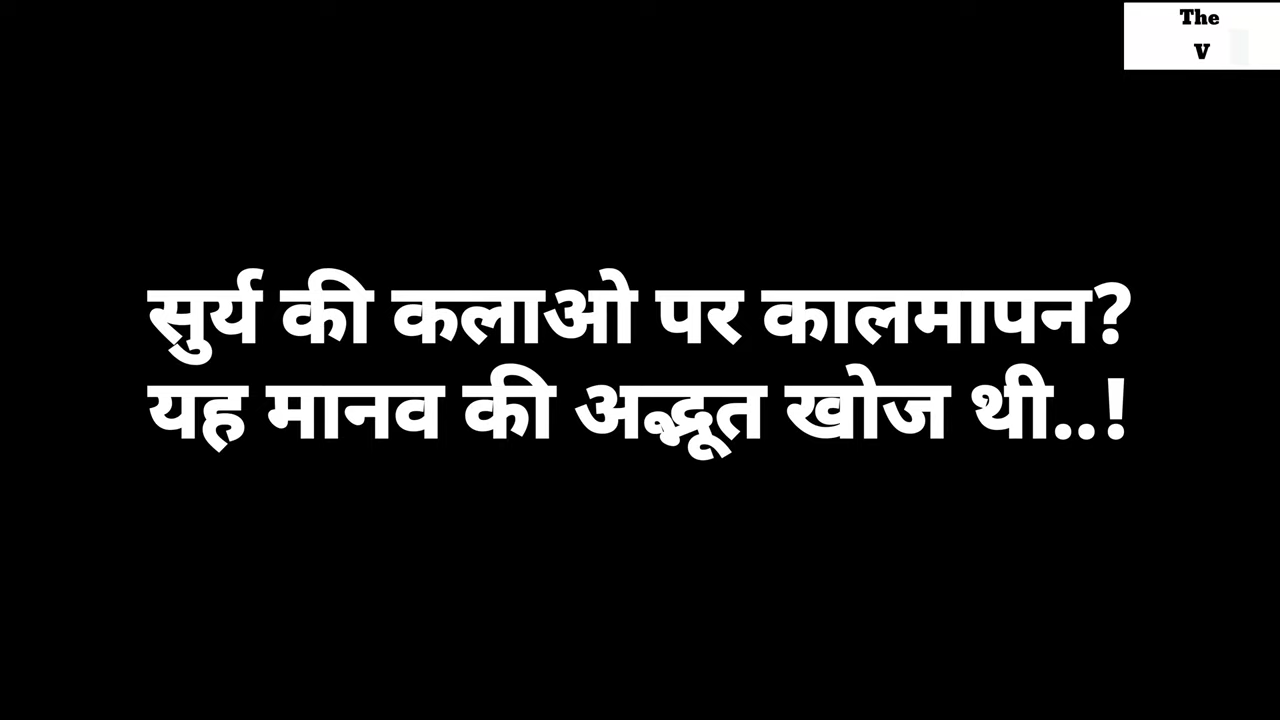 The
V
सुर्य की कलाओ पर कालमापन?
यह मानव की अद्भूत खोज थी..!